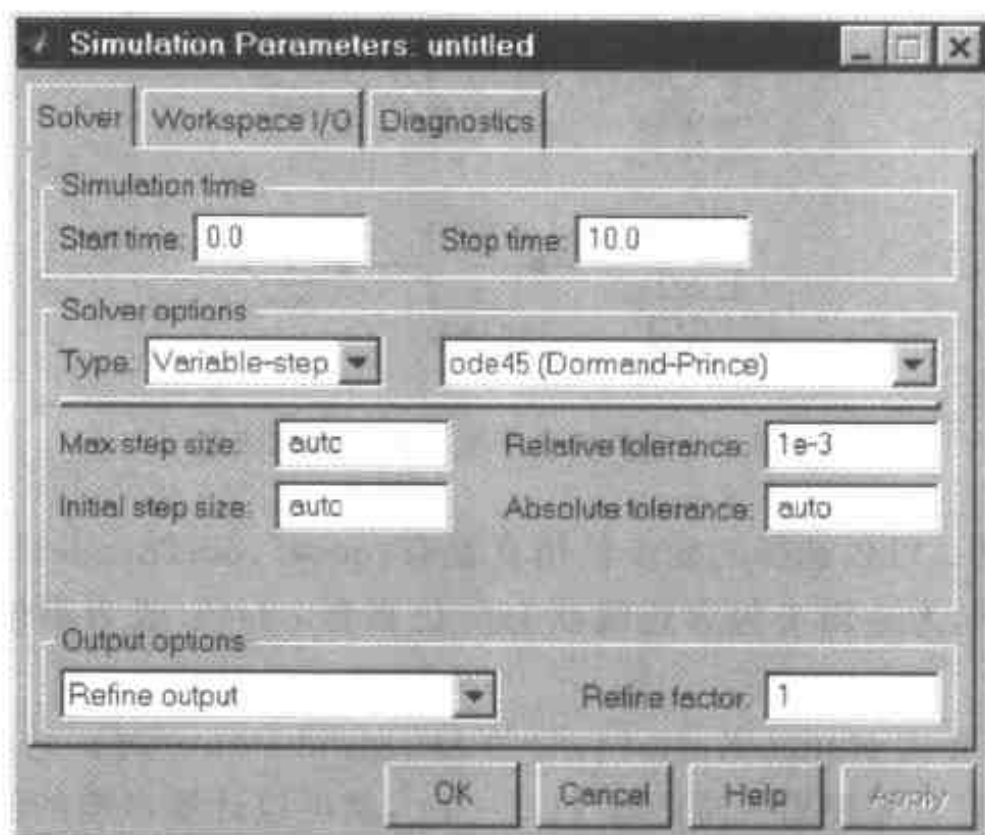 Simulation Parameters: untitled
Solver Workspace I/O Diagnostics
Simulation time
Start time: 0.0 Stop time: 10.0
Solver options
Type: Variable-step ode45 (Dormand-Prince)
Max step size: auto Relative tolerance: 1e-3
Initial step size: auto Absolute tolerance: auto
Output options
Refine output Refine factor: 1
OK Cancel Help Apply